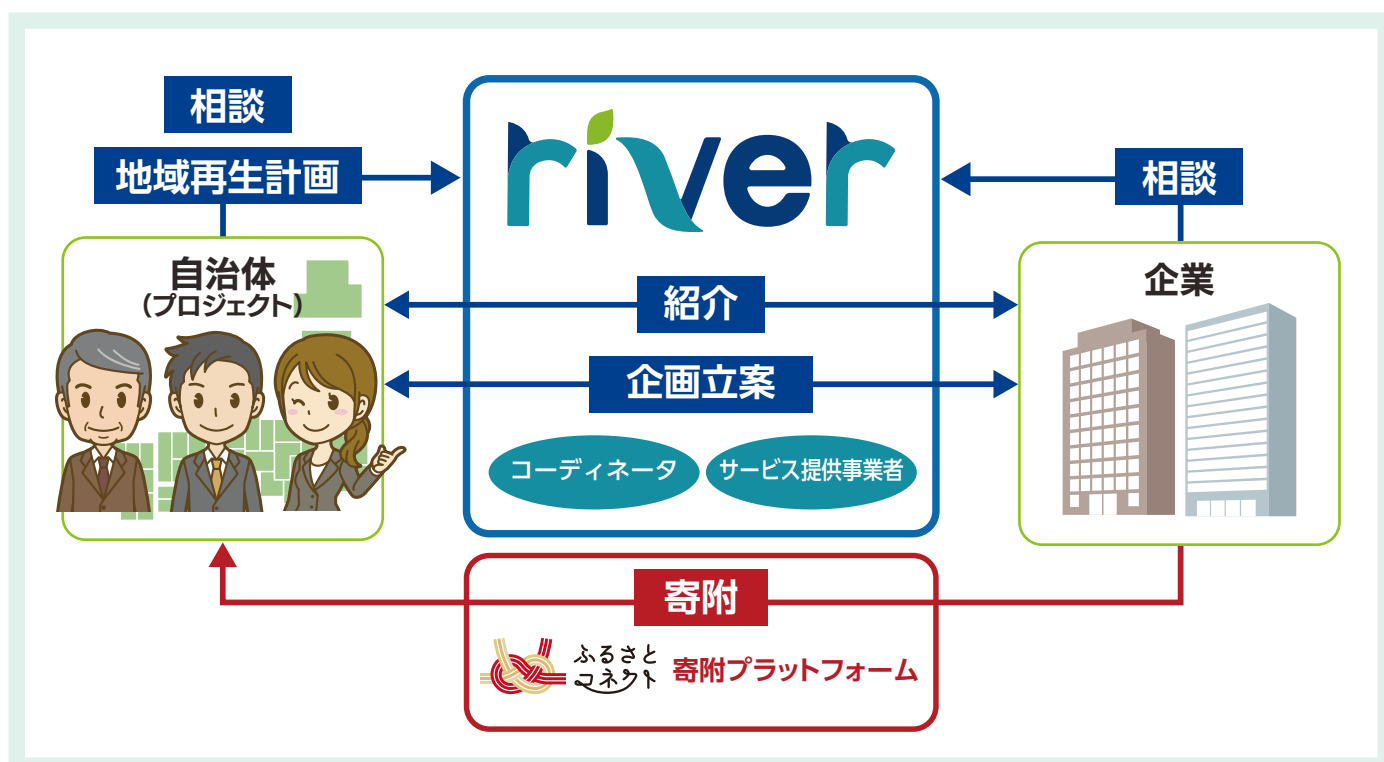 相談
地域再生計画
river
相談
自治体
(プロジェクト)
企業
紹介
企画立案
コーディネータ
サービス提供事業者
寄附
ふるさと
コネクト
寄附プラットフォーム